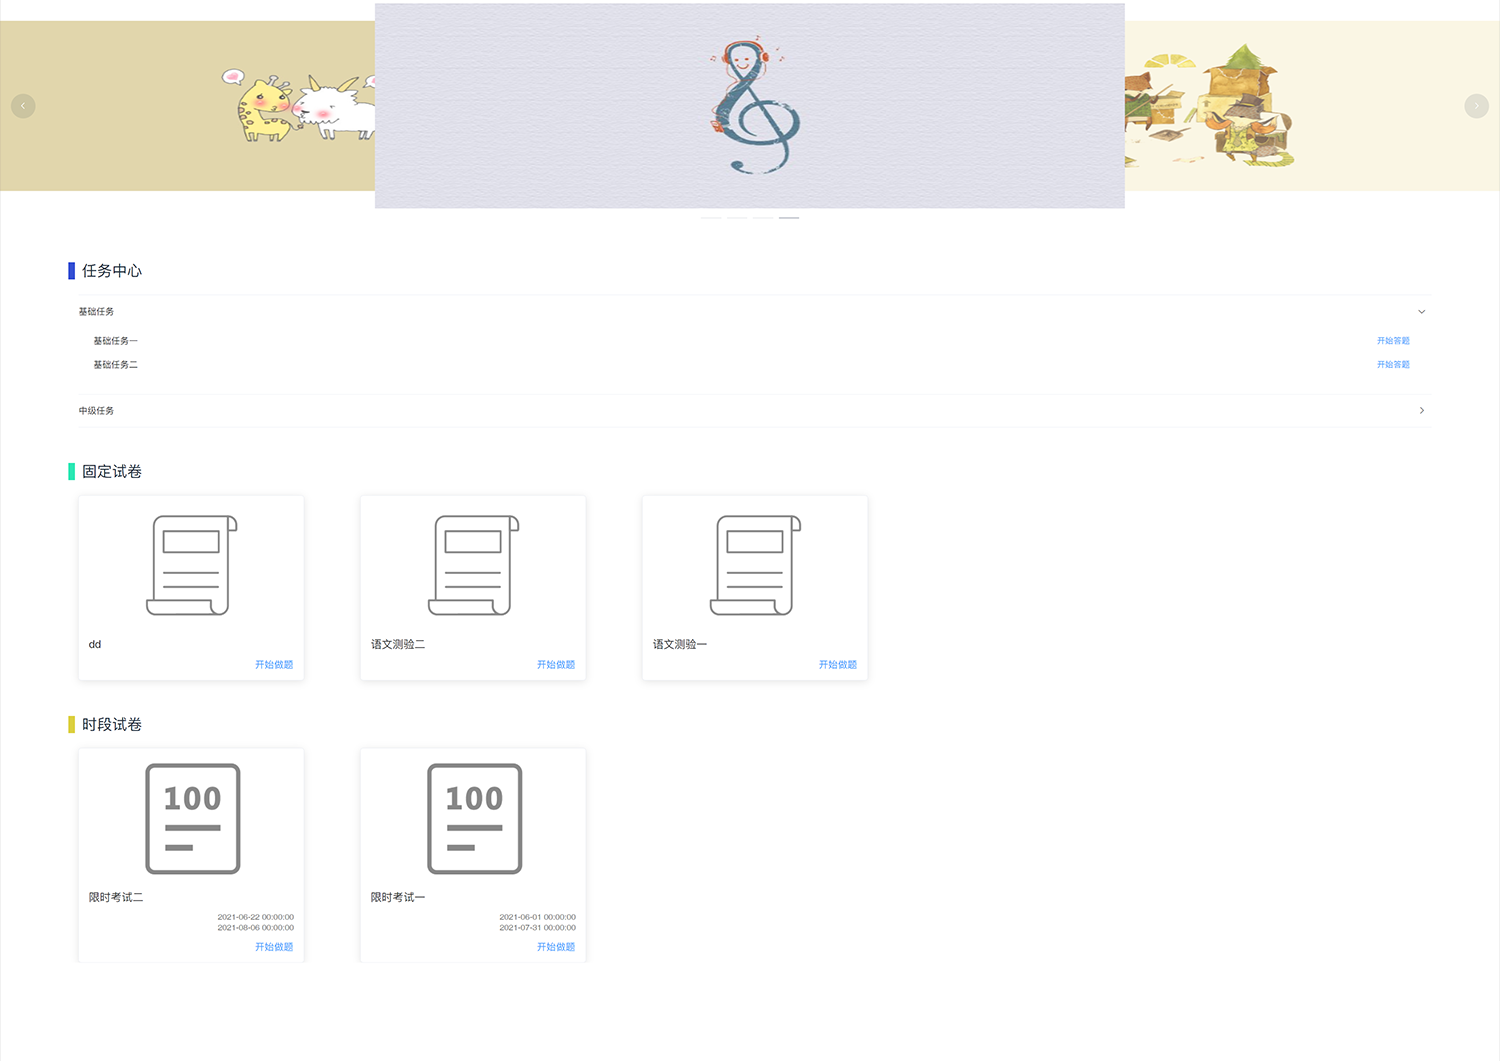 任务中心
基础任务
基础任务一 开始答题
基础任务二 开始答题
中级任务
固定试卷
dd
开始做题
语文测验二
开始做题
语文测验一
开始做题
时段试卷
100
限时考试二
2021-06-22 00:00:00
2021-08-06 00:00:00
开始做题
100
限时考试一
2021-06-01 00:00:00
2021-07-31 00:00:00
开始做题